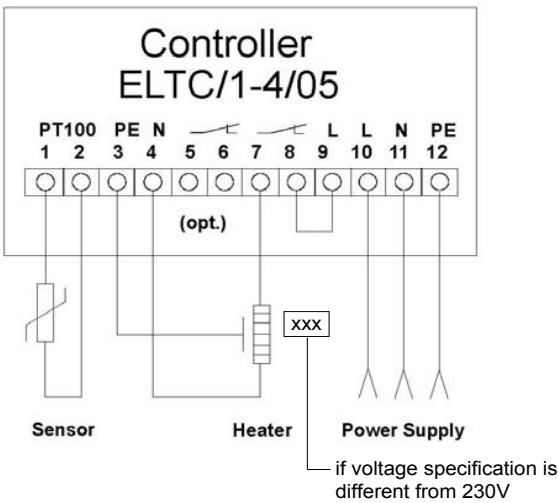 Controller
ELTC/1-4/05
PT100 PE N L L N PE
1 2 3 4 5 6 7 8 9 10 11 12
(opt.)
xxx
Sensor Heater Power Supply
if voltage specification is
different from 230V